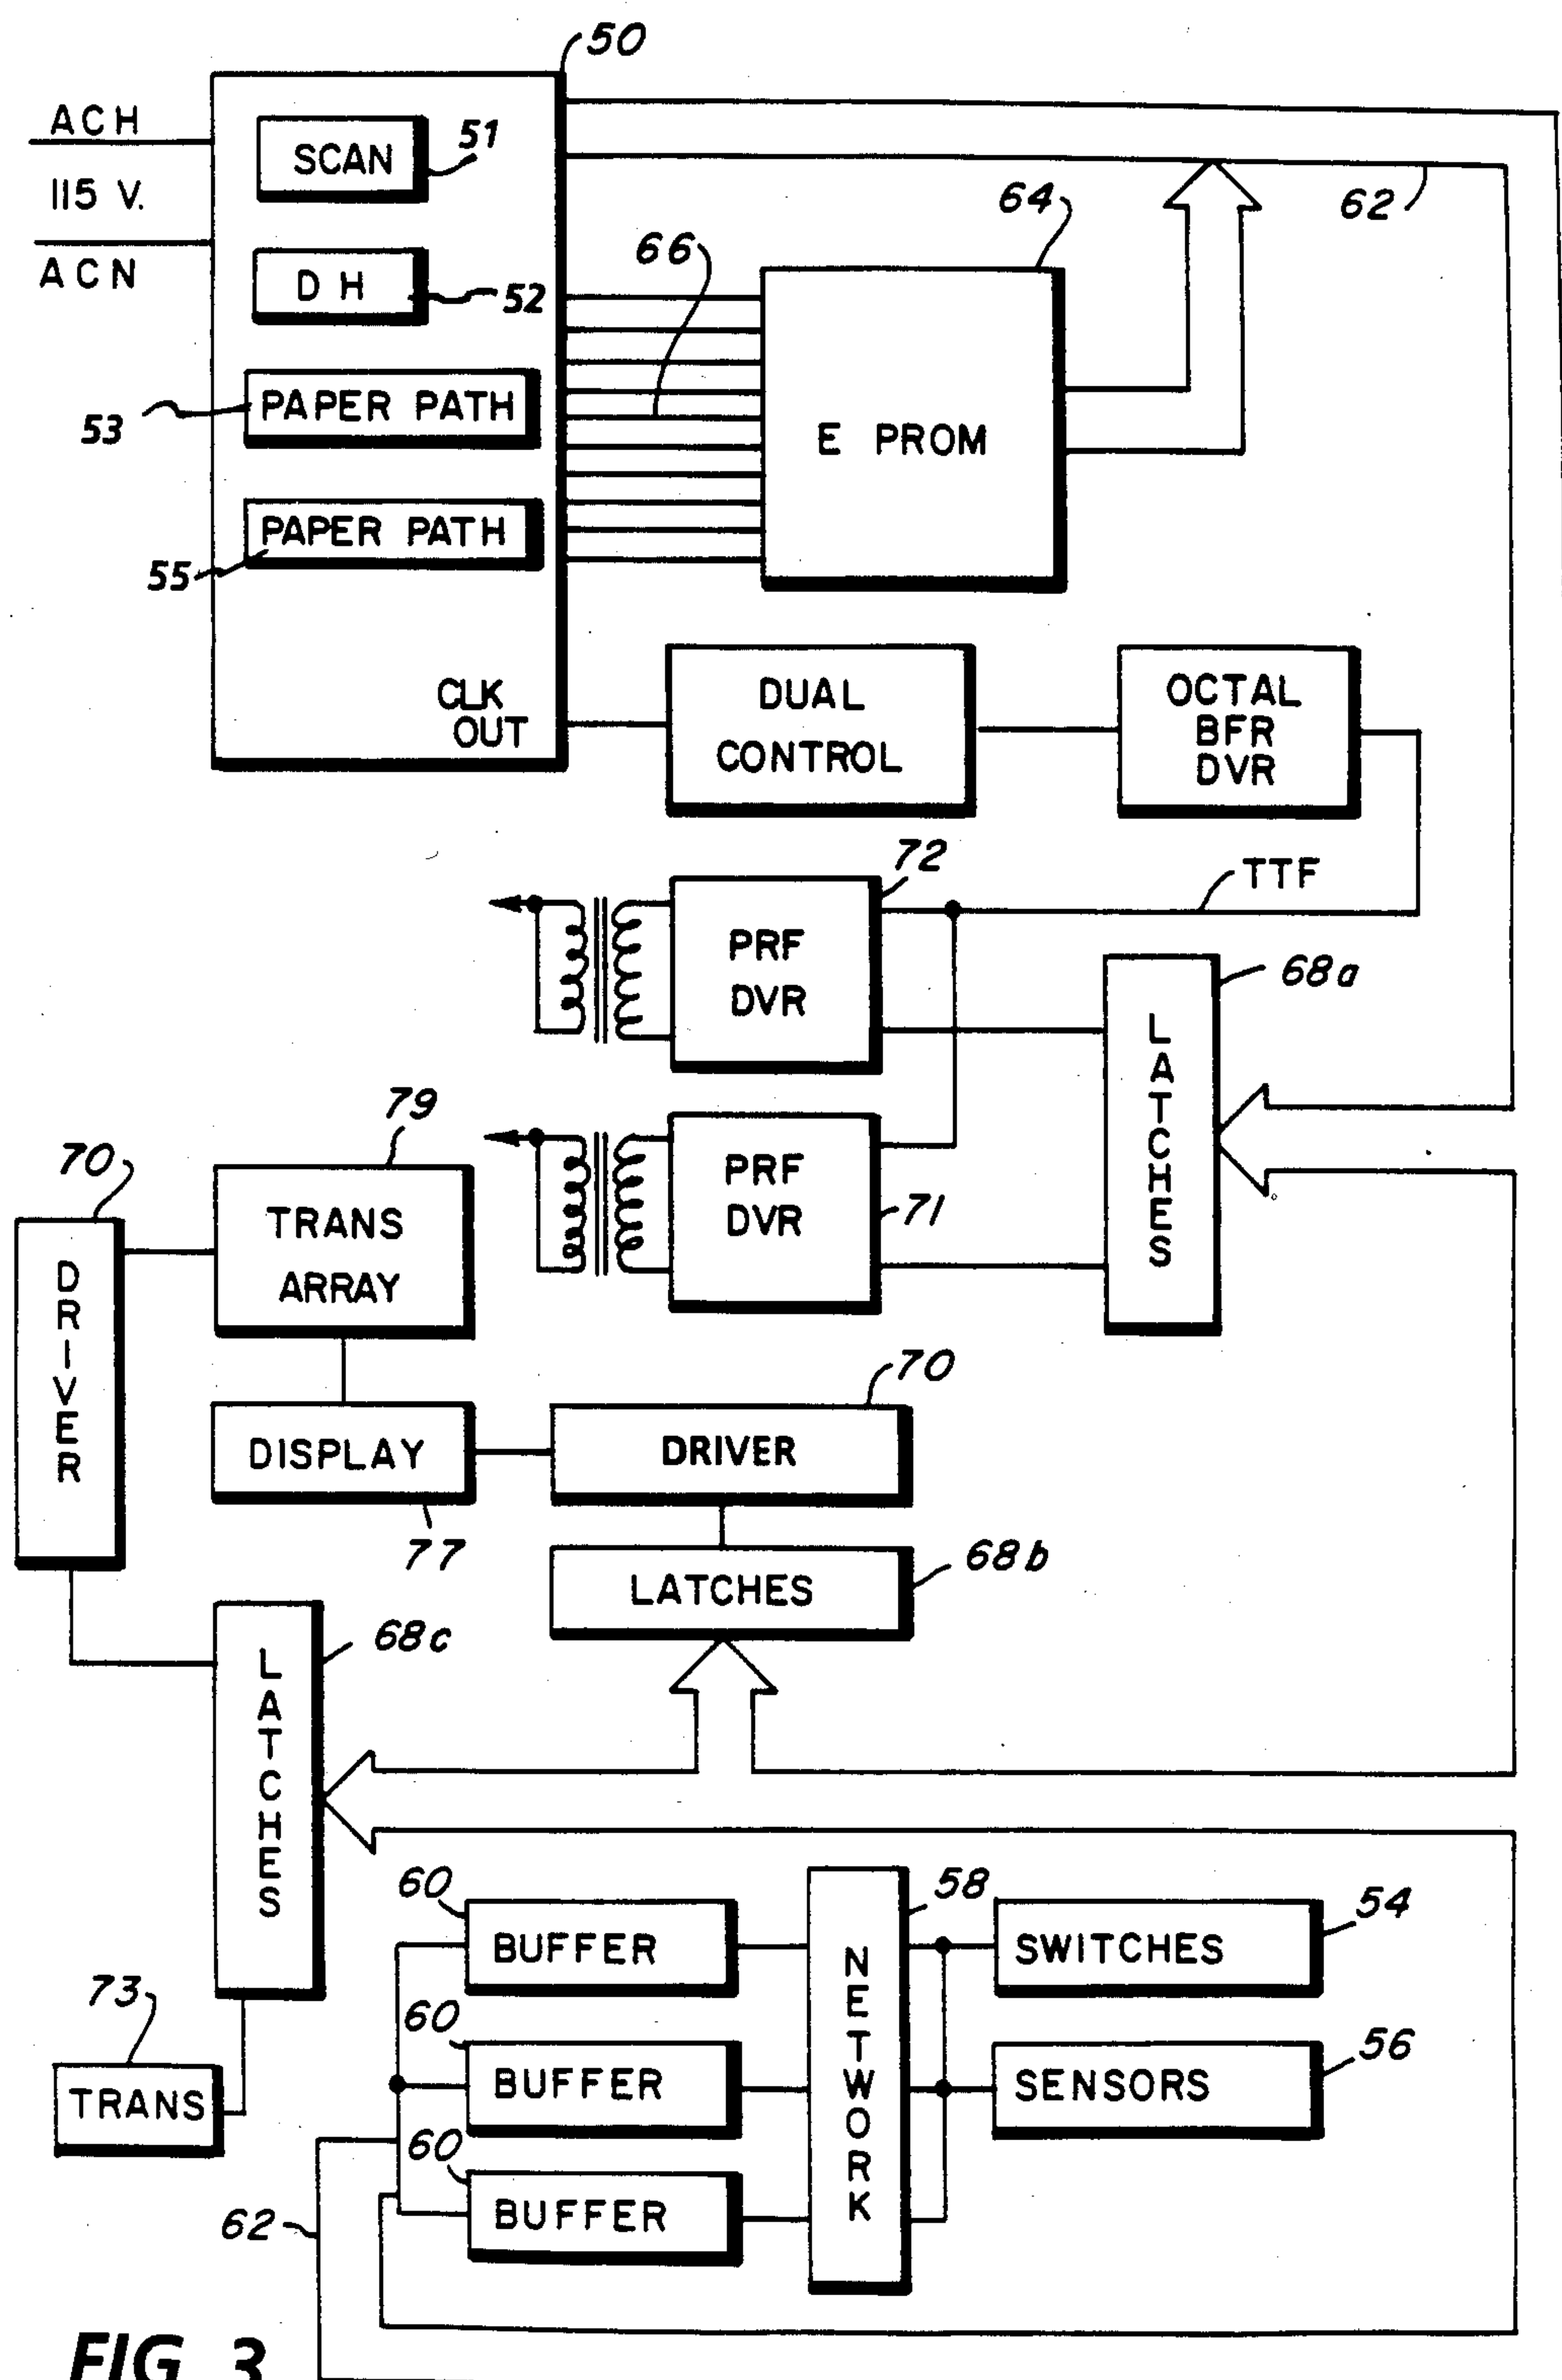 50
ACH
115 V.
ACN
SCAN
51
D H
52
53
PAPER PATH
PAPER PATH
55
CLK
OUT
66
64
E PROM
62
DUAL
CONTROL
OCTAL
BFR
DVR
TTF
72
PRF
DVR
68a
LATCHES
79
70
DRIVER
TRANS
ARRAY
PRF
DVR
71
70
DISPLAY
77
DRIVER
68b
LATCHES
68c
LATCHES
60
BUFFER
58
NETWORK
54
SWITCHES
73
TRANS
60
BUFFER
56
SENSORS
60
BUFFER
62
FIG. 3